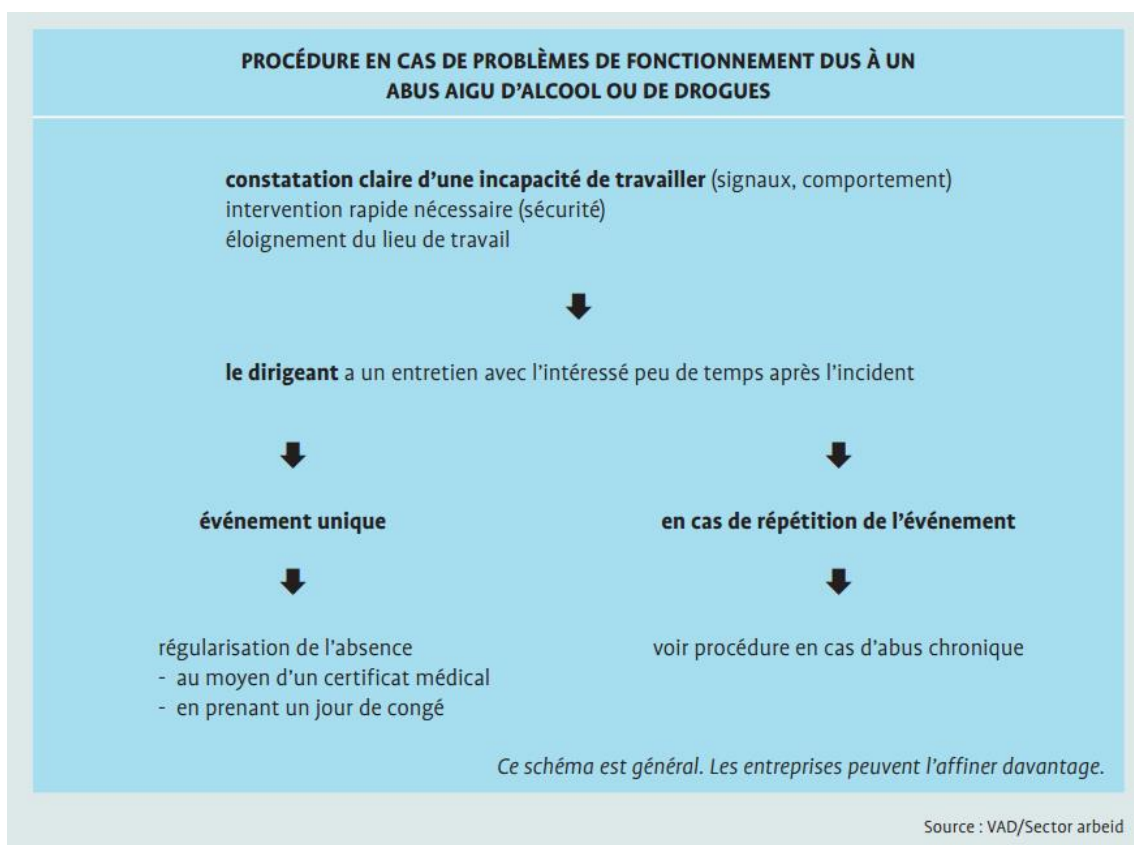 PROCÉDURE EN CAS DE PROBLÈMES DE FONCTIONNEMENT DUS À UN
ABUS AIGU D'ALCOOL OU DE DROGUES
constatation claire d'une incapacité de travailler (signaux, comportement)
intervention rapide nécessaire (sécurité)
éloignement du lieu de travail
le dirigeant a un entretien avec l'intéressé peu de temps après l'incident
événement unique
en cas de répétition de l'événement
régularisation de l'absence
- au moyen d'un certificat médical
- en prenant un jour de congé
voir procédure en cas d'abus chronique
Ce schéma est général. Les entreprises peuvent l'affiner davantage.
Source : VAD/Sector arbeid